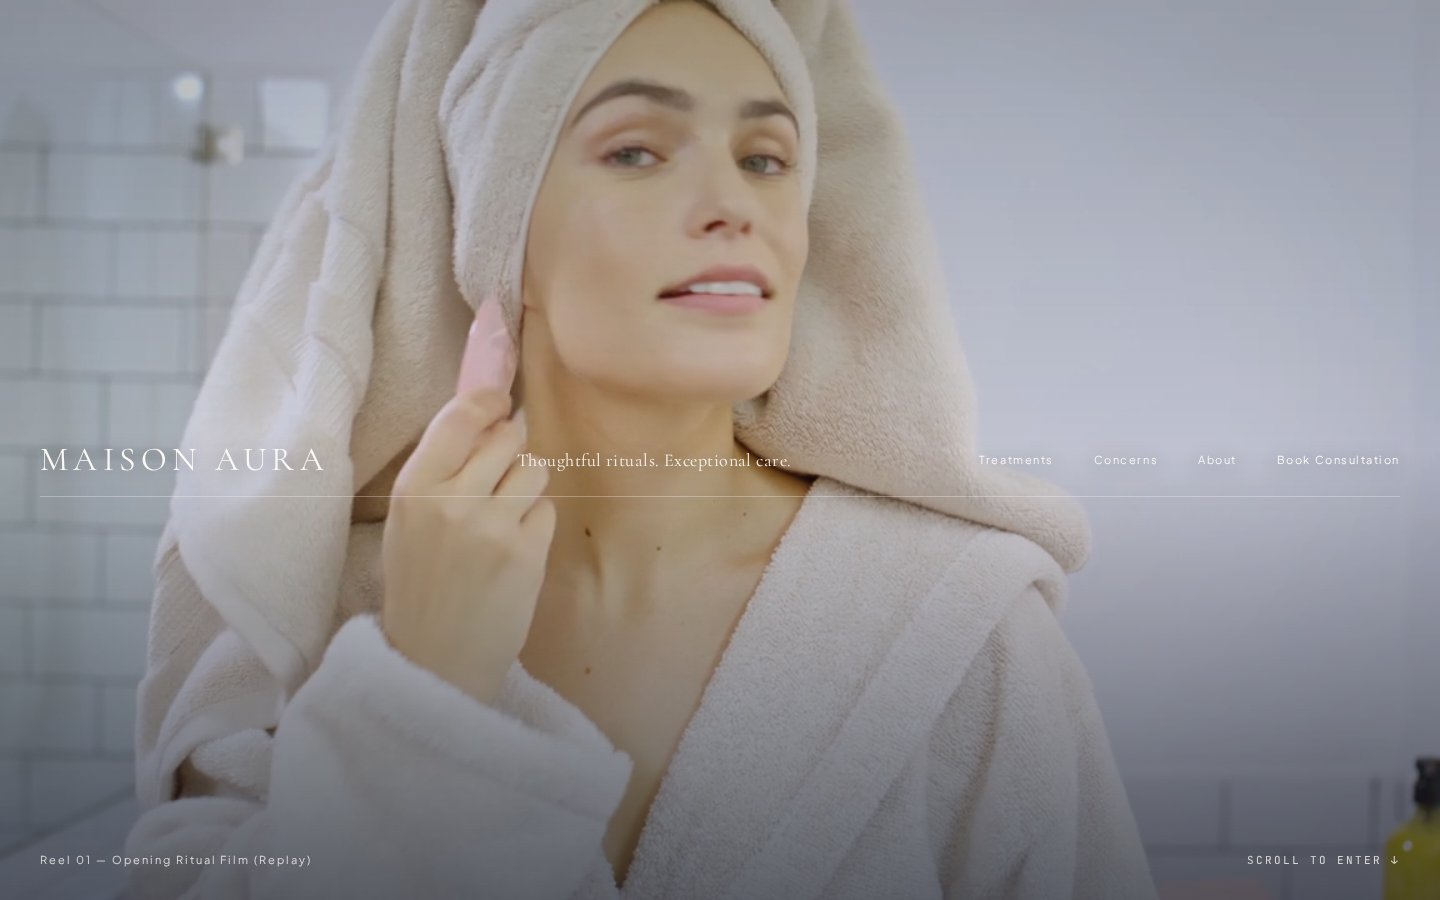 MAISON AURA
Thoughtful rituals. Exceptional care.
Treatments
Concerns
About
Book Consultation
Reel 01 — Opening Ritual Film (Replay)
SCROLL TO ENTER ↓